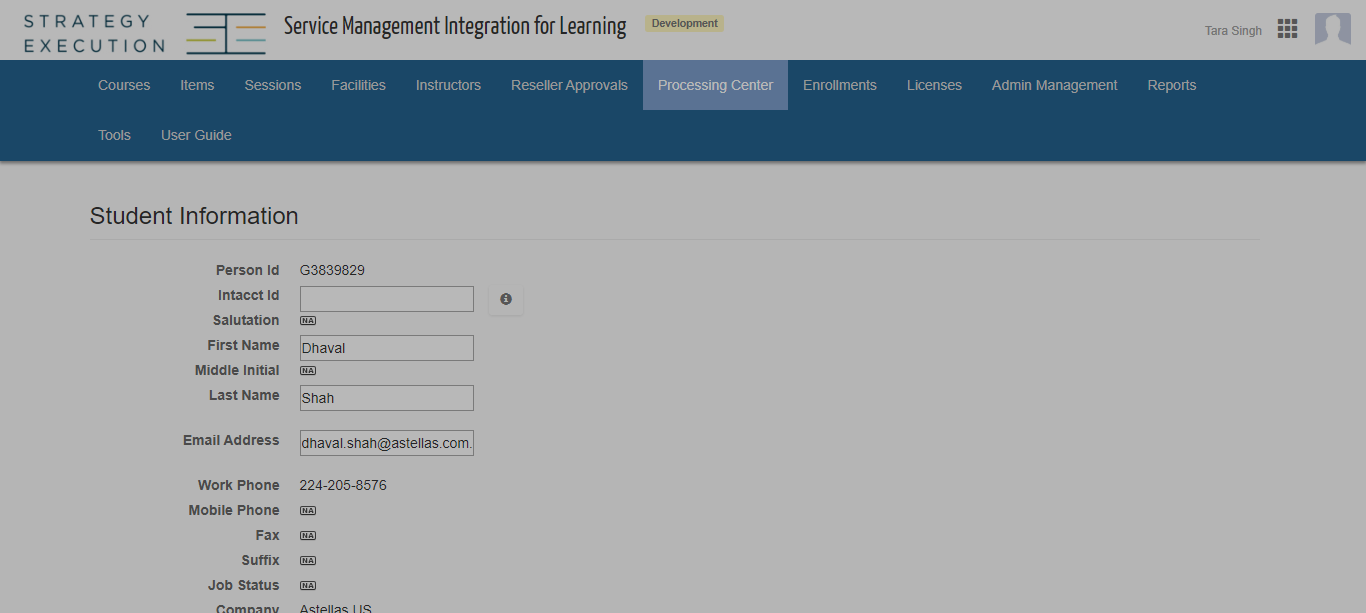 STRATEGY
EXECUTION
Service Management Integration for Learning
Development
Tara Singh
Courses Items Sessions Facilities Instructors Reseller Approvals Processing Center Enrollments Licenses Admin Management Reports
Tools User Guide
Student Information
Person Id G3839829
Intacct Id
Salutation NA
First Name Dhaval
Middle Initial NA
Last Name Shah
Email Address dhaval.shah@astellas.com.
Work Phone 224-205-8576
Mobile Phone NA
Fax NA
Suffix NA
Job Status NA
Company Astellas US